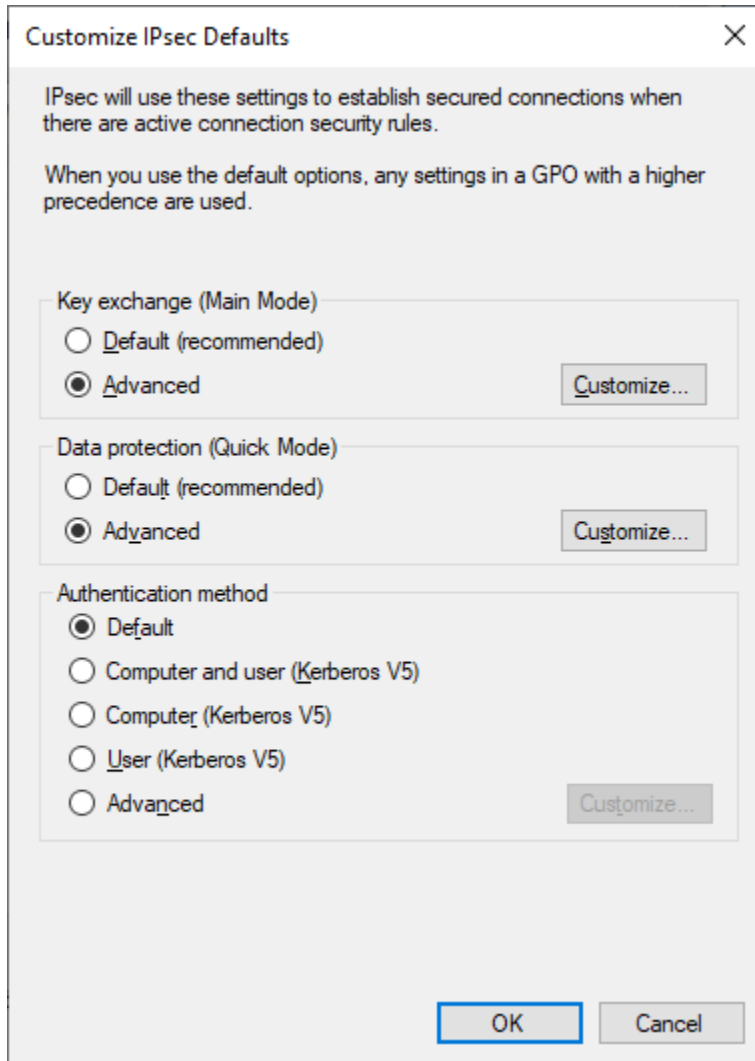 Customize IPsec Defaults
IPsec will use these settings to establish secured connections when
there are active connection security rules.
When you use the default options, any settings in a GPO with a higher
precedence are used.
Key exchange (Main Mode)
Default (recommended)
Advanced
Customize...
Data protection (Quick Mode)
Default (recommended)
Advanced
Customize...
Authentication method
Default
Computer and user (Kerberos V5)
Computer (Kerberos V5)
User (Kerberos V5)
Advanced
Customize...
OK
Cancel